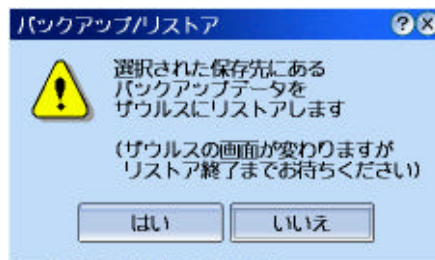 バックアップ/リストア
選択された保存先にある
バックアップデータを
ザウルスにリストアします
(ザウルスの画面が変わりますが
リストア終了までお待ちください)
はい
いいえ